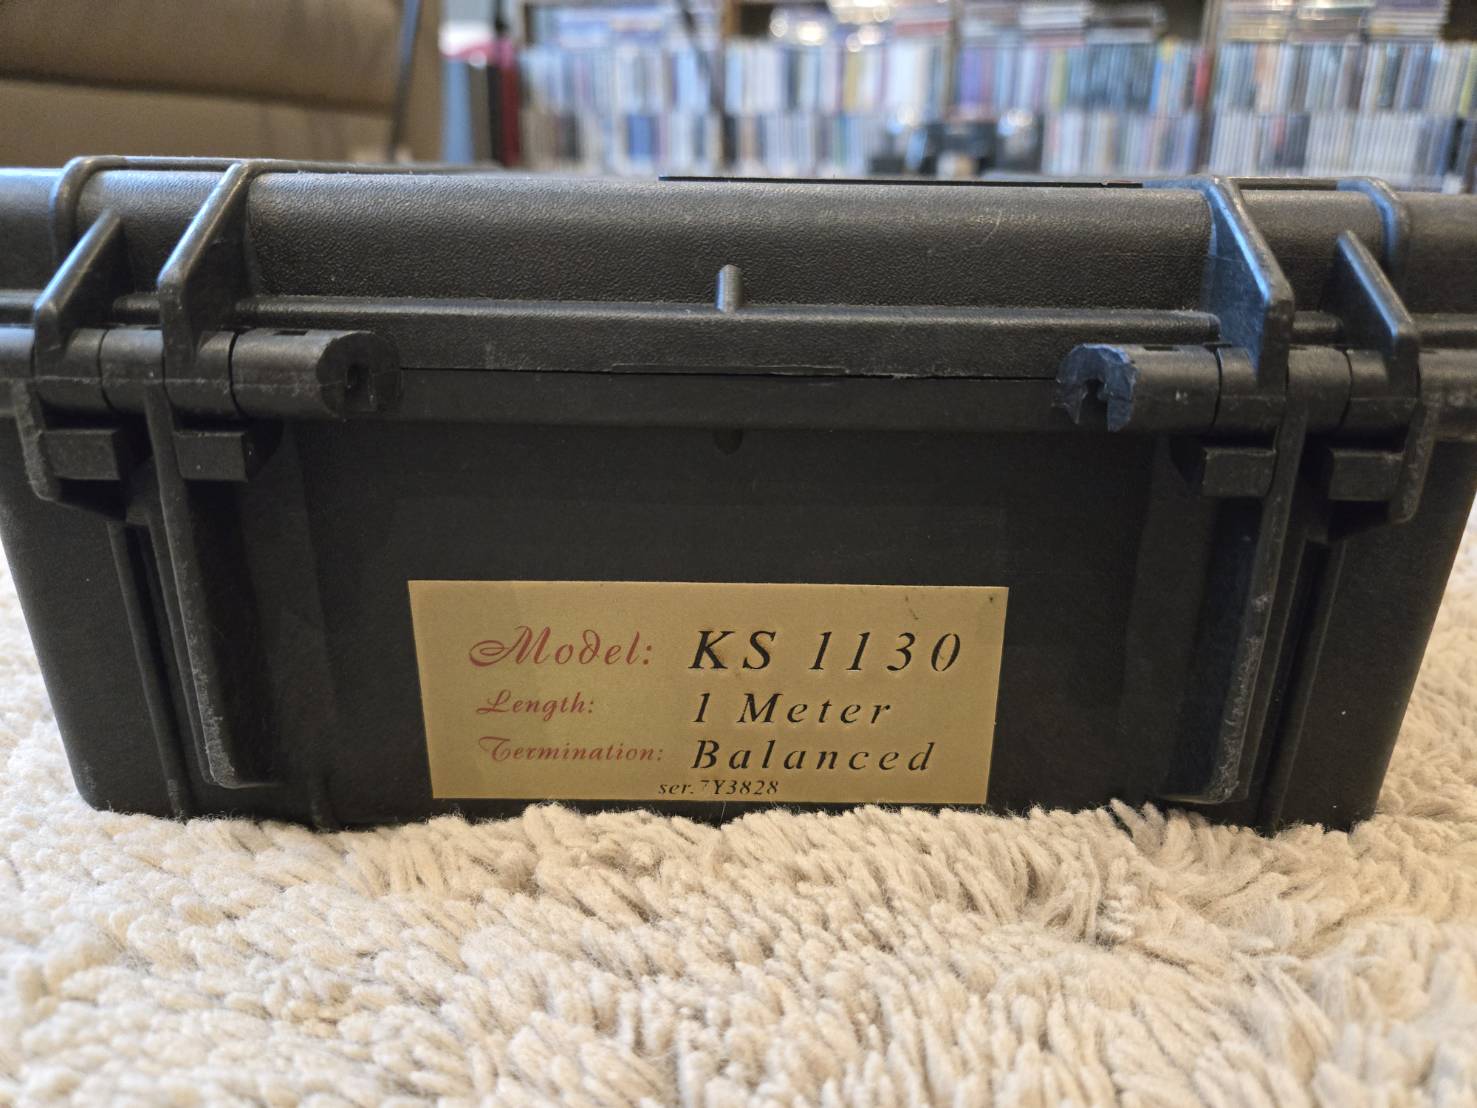 Model: KS 1130
Length: 1 Meter
Termination: Balanced
ser. 7Y3828